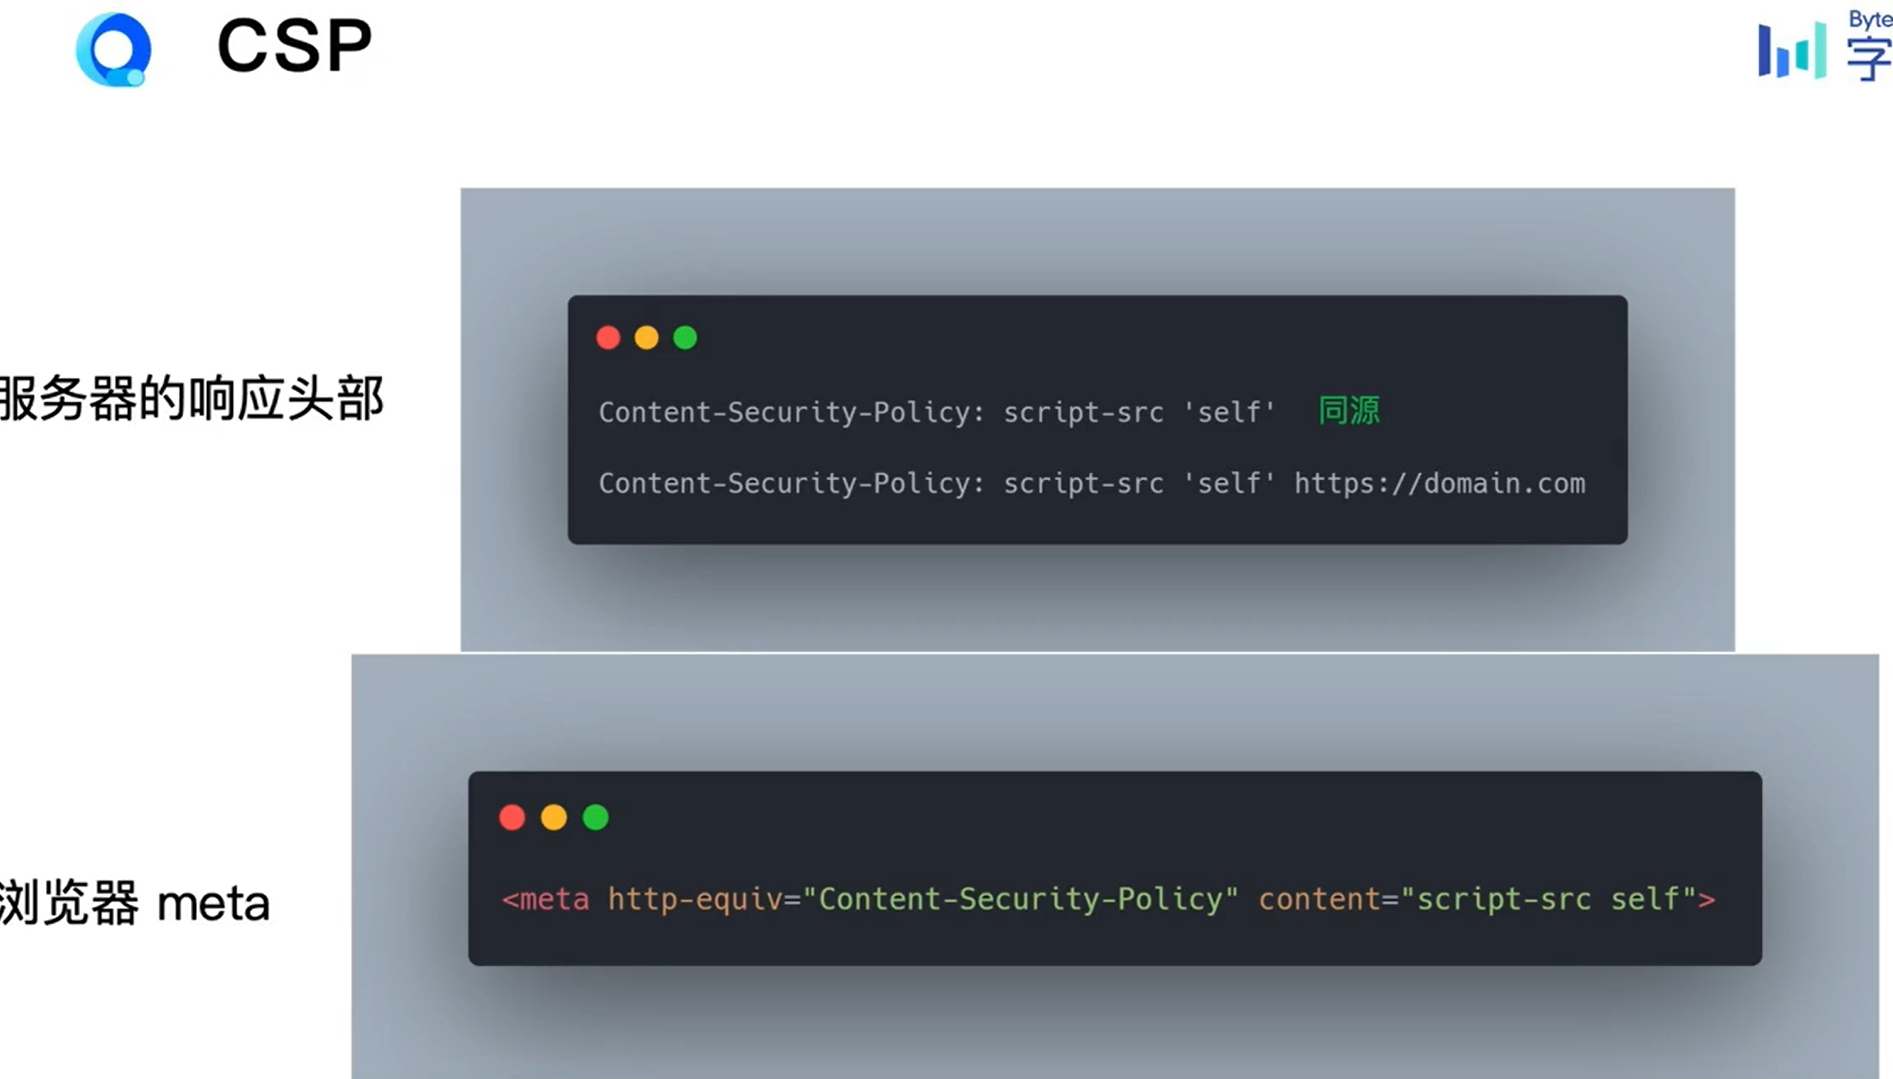 CSP
Byte
字
服务器的响应头部
Content-Security-Policy: script-src 'self' 同源
Content-Security-Policy: script-src 'self' https://domain.com
浏览器 meta
<meta http-equiv="Content-Security-Policy" content="script-src self">